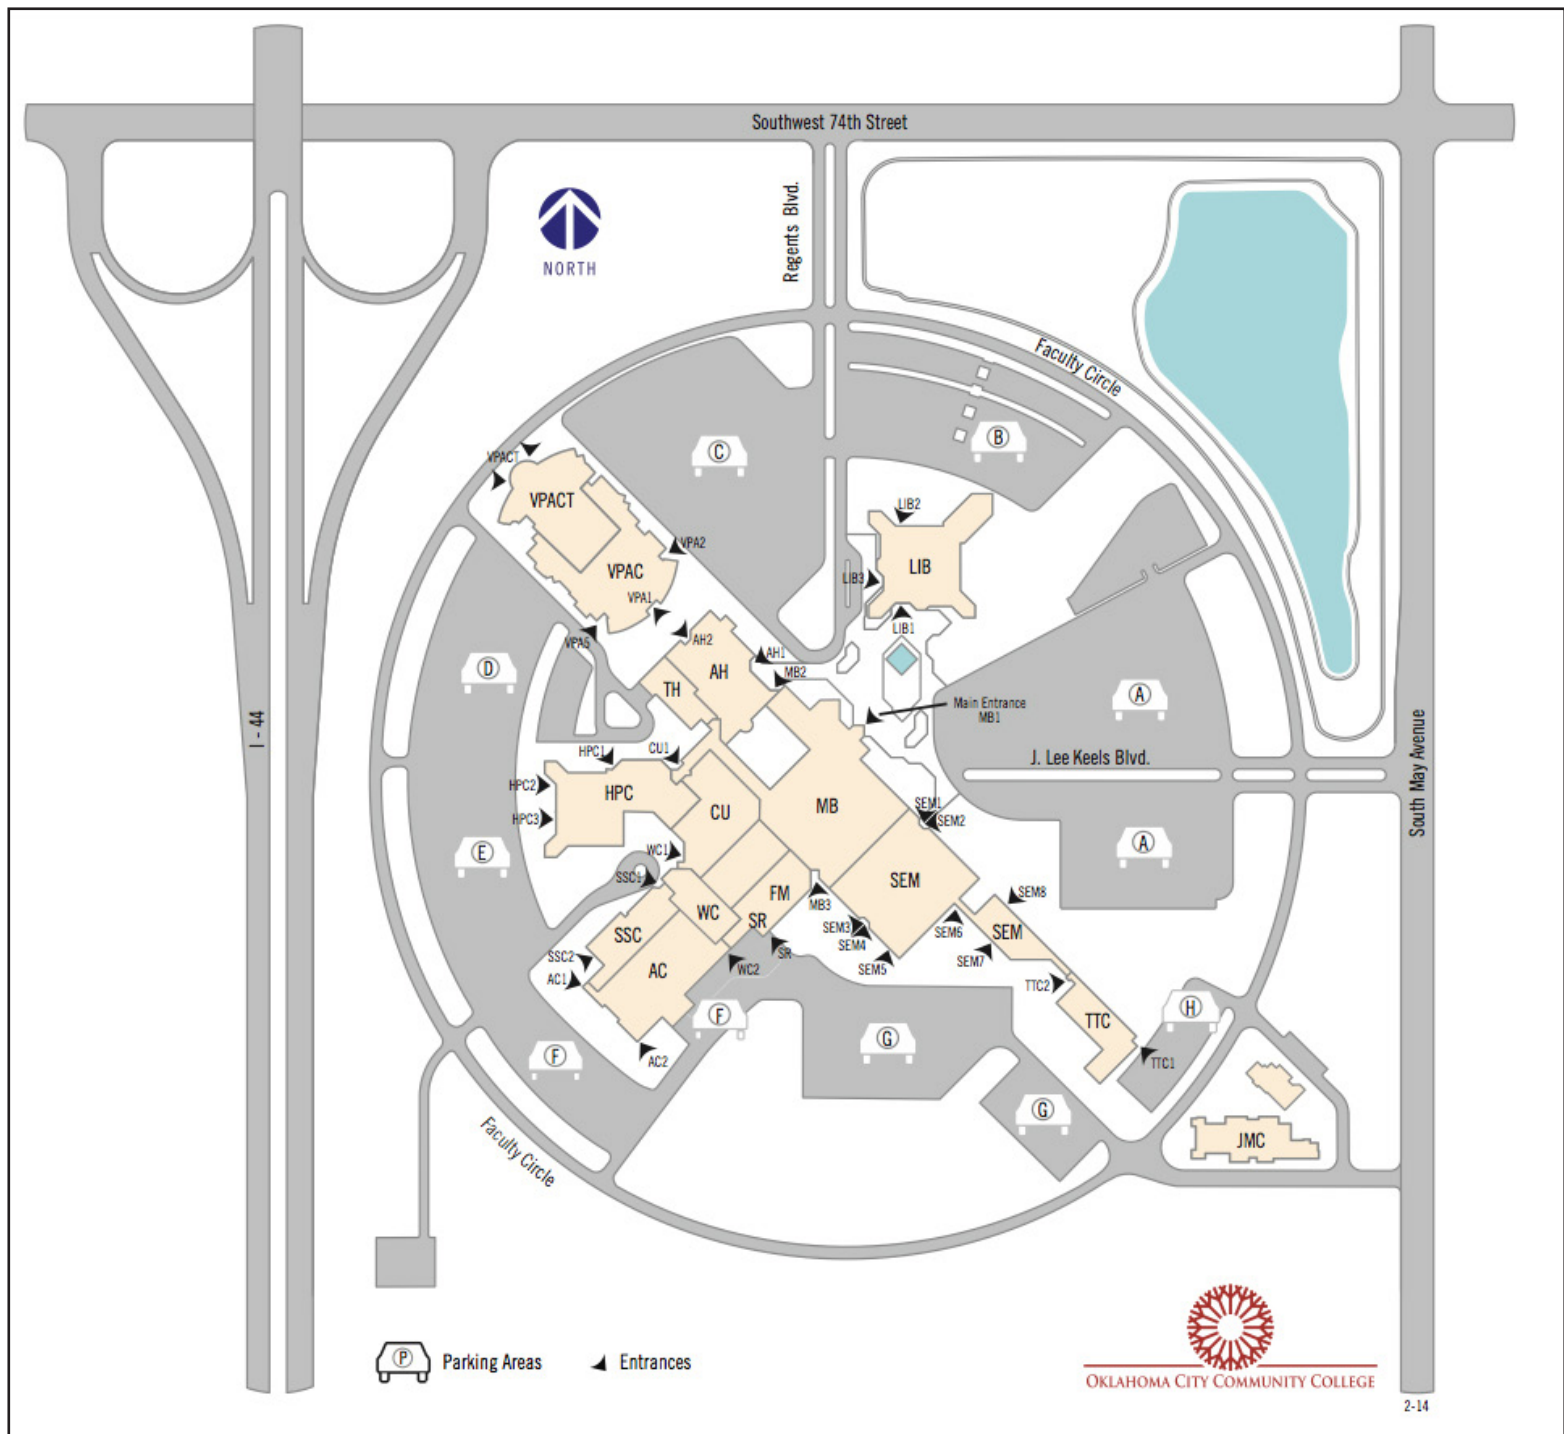 Southwest 74th Street
Regents Blvd.
NORTH
Faculty Circle
C
B
VPACT
VPACT
LIB2
VPA2
LIB
VPAC
LIB3
VPA1
LIB1
VPA5
AH2
AH1
D
AH
MB2
TH
A
Main Entrance
MB1
I - 44
HPC1
CU1
J. Lee Keels Blvd.
South May Avenue
HPC2
HPC
HPC3
CU
MB
SEM1
SEM2
A
E
WC1
SSC1
SEM
FM
MB3
SEM8
WC
SR
SEM3
SEM4
SEM6
SEM
SSC
SSC2
SR
SEM5
SEM7
AC1
AC
WC2
TTC2
H
F
TTC
G
F
AC2
TTC1
G
JMC
Faculty Circle
P
Parking Areas
Entrances
OKLAHOMA CITY COMMUNITY COLLEGE
2-14